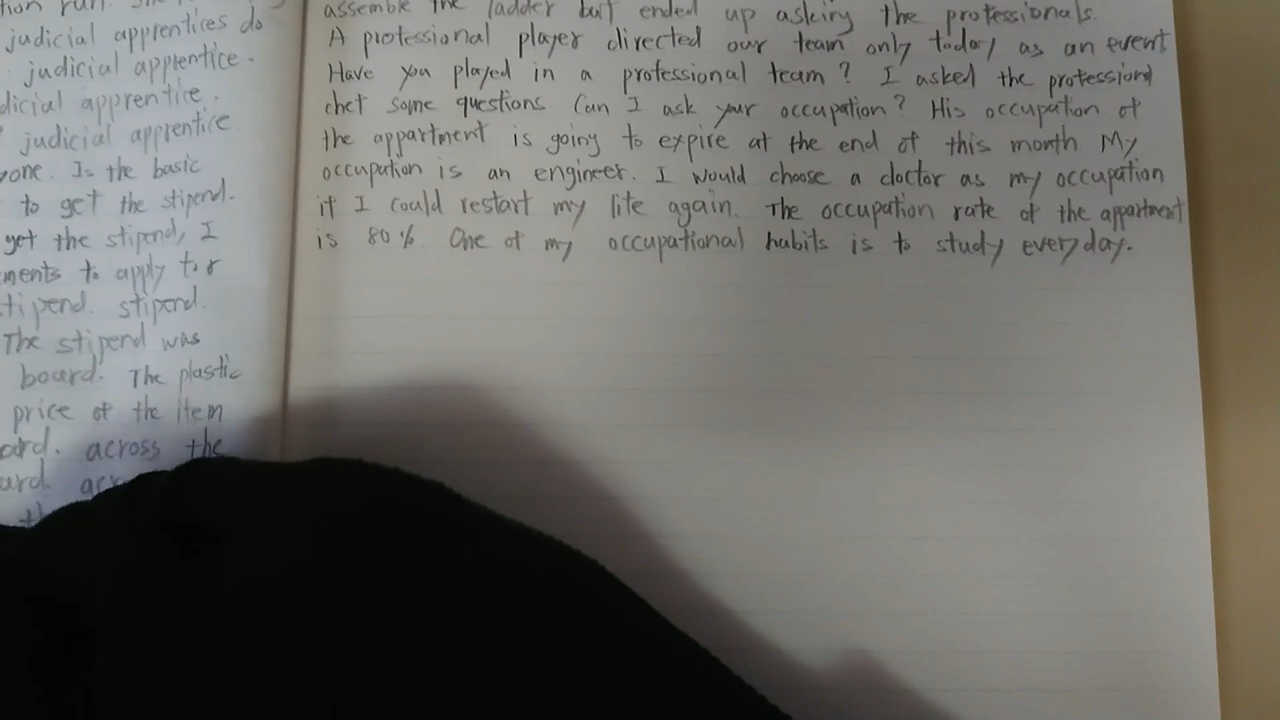 judicial apprentices do
judicial apprentice.
dicial apprentice.
judicial apprentice.
Is the basic
to get the stipend.
get the stipend, I
ments to apply for
stipend.
The stipend was
board. The plastic
price of the item
across the
assemble the ladder but ended up asking the professionals.
A professional player directed our team only today as an event
Have you played in a professional team? I asked the professional
chef some questions Can I ask your occupation? His occupation of
the appartment is going to expire at the end of this month My
occupation is an engineer. I would choose a doctor as my occupation
if I could restart my life again. The occupation rate of the appartment
is 80% One of my occupational habits is to study everyday.